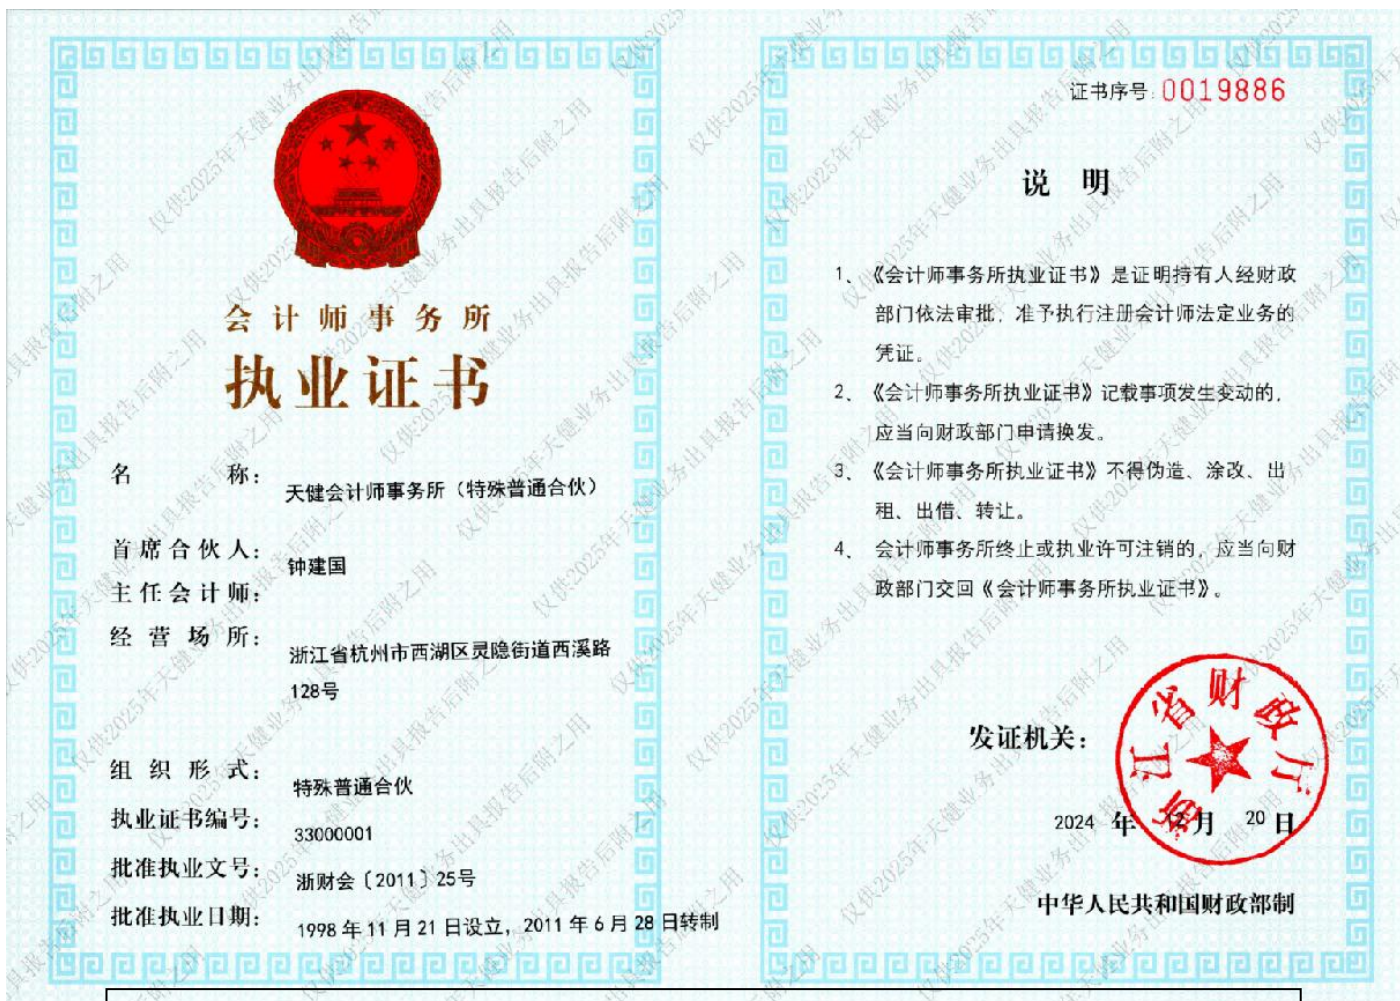 会计师事务所
执业证书
名 称：
天健会计师事务所（特殊普通合伙）
首席合伙人：
钟建国
主任会计师：
经营场所：
浙江省杭州市西湖区灵隐街道西溪路
128号
组织形式：
特殊普通合伙
执业证书编号：
33000001
批准执业文号：
浙财会〔2011〕25号
批准执业日期：
1998年11月21日设立，2011年6月28日转制
证书序号：0019886
说 明
1、《会计师事务所执业证书》是证明持有人经财政
部门依法审批，准予执行注册会计师法定业务的
凭证。
2、《会计师事务所执业证书》记载事项发生变动的，
应当向财政部门申请换发。
3、《会计师事务所执业证书》不得伪造、涂改、出
租、出借、转让。
4、会计师事务所终止或执业许可注销的，应当向财
政部门交回《会计师事务所执业证书》。
发证机关：
浙江省财政厅
2024年12月20日
中华人民共和国财政部制
仅供2025年天健业务出具报告后附之用